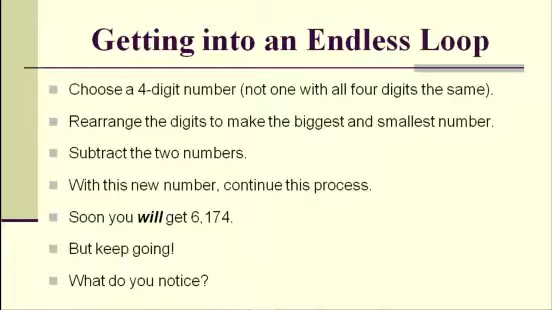 Getting into an Endless Loop
Choose a 4-digit number (not one with all four digits the same).
Rearrange the digits to make the biggest and smallest number.
Subtract the two numbers.
With this new number, continue this process.
Soon you will get 6,174.
But keep going!
What do you notice?